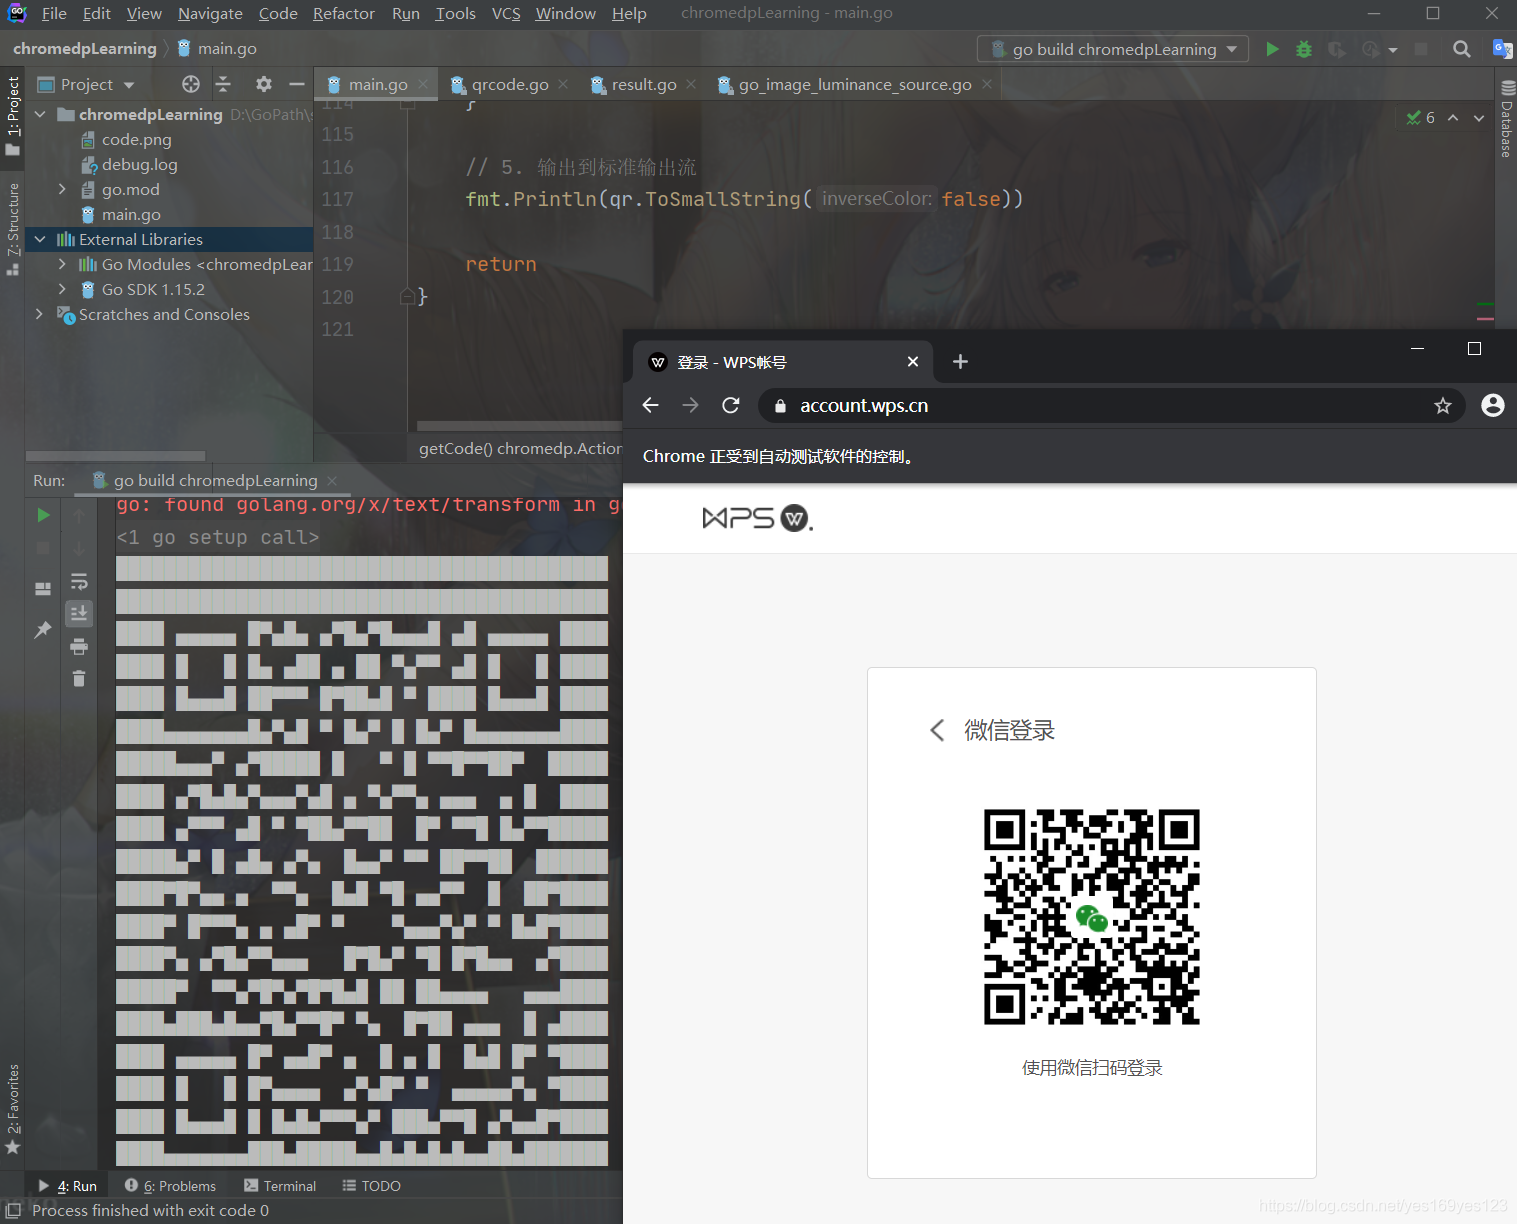 File Edit View Navigate Code Refactor Run Tools VCS Window Help chromedpLearning - main.go
chromedpLearning main.go go build chromedpLearning
Project main.go qrcode.go result.go go_image_luminance_source.go
1: Project
Z: Structure
2: Favorites
Database
chromedpLearning D:\GoPath\s
code.png
debug.log
go.mod
main.go
External Libraries
Go Modules <chromedpLear
Go SDK 1.15.2
Scratches and Consoles
6
114 }
115
116 // 5. 输出到标准输出流
117 fmt.Println(qr.ToSmallString( inverseColor: false))
118
119 return
120 }
121
getCode() chromedp.Action
Run: go build chromedpLearning
go: found golang.org/x/text/transform in g
<1 go setup call>
4: Run 6: Problems Terminal TODO
Process finished with exit code 0
登录 - WPS帐号
account.wps.cn
Chrome 正受到自动测试软件的控制。
WPS W.
微信登录
使用微信扫码登录
https://blog.csdn.net/yes169yes123